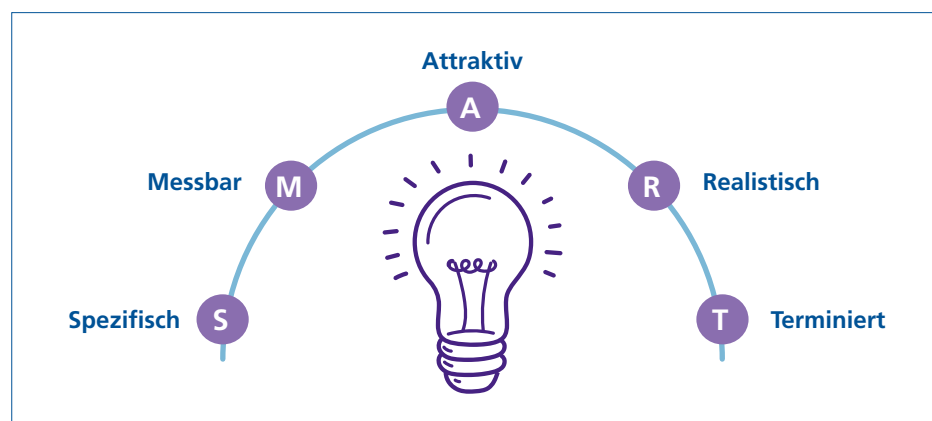 Spezifisch
S
Messbar
M
Attraktiv
A
R
Realistisch
T
Terminiert